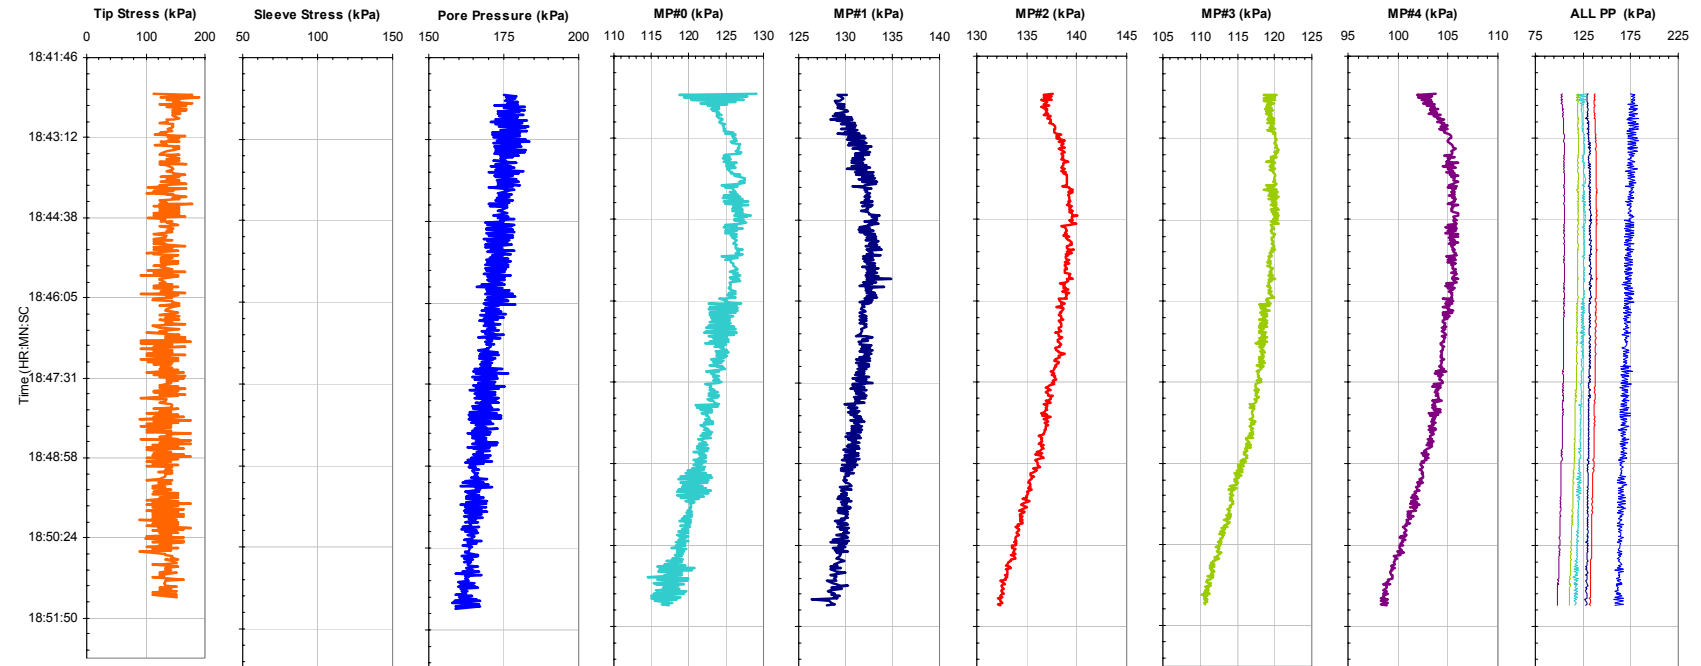 Tip Stress (kPa) Sleeve Stress (kPa) Pore Pressure (kPa) MP#0 (kPa) MP#1 (kPa) MP#2 (kPa) MP#3 (kPa) MP#4 (kPa) ALL PP (kPa)
0 100 200 50 100 150 150 175 200 110 115 120 125 130 125 130 135 140 130 135 140 145 105 110 115 120 125 95 100 105 110 75 125 175 225
18:41:46
18:43:12
18:44:38
18:46:05
18:47:31
18:48:58
18:50:24
18:51:50
Time (HR:MN:SC)